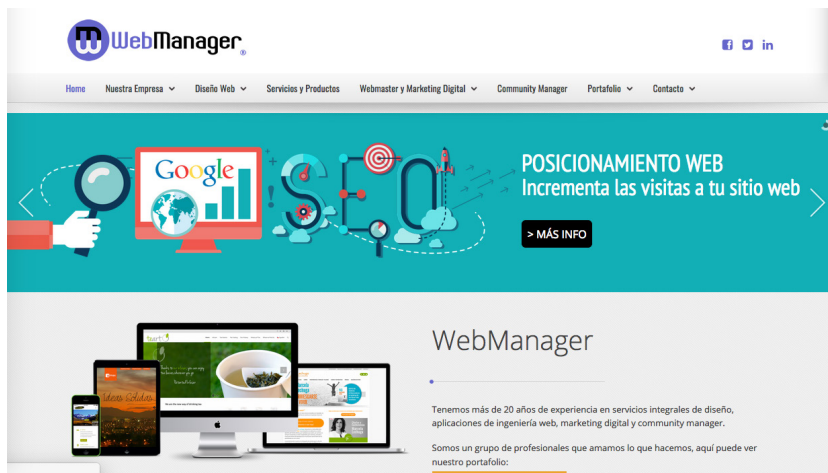 WebManager®
Home Nuestra Empresa Diseño Web Servicios y Productos Webmaster y Marketing Digital Community Manager Portafolio Contacto
Google
SEO
POSICIONAMIENTO WEB
Incrementa las visitas a tu sitio web
> MÁS INFO
Ideas Solidas
WebManager
Tenemos más de 20 años de experiencia en servicios integrales de diseño,
aplicaciones de ingeniería web, marketing digital y community manager.
Somos un grupo de profesionales que amamos lo que hacemos, aquí puede ver
nuestro portafolio: